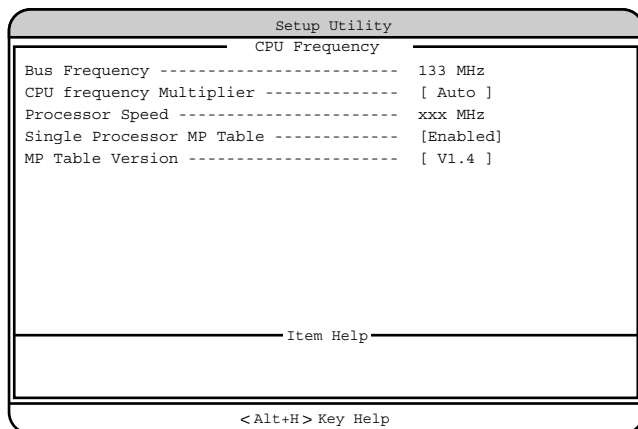 Setup Utility
CPU Frequency
Bus Frequency ------------------------- 133 MHz
CPU frequency Multiplier -------------- [ Auto ]
Processor Speed ----------------------- xxx MHz
Single Processor MP Table ------------- [Enabled]
MP Table Version ---------------------- [ V1.4 ]
Item Help
<Alt+H> Key Help